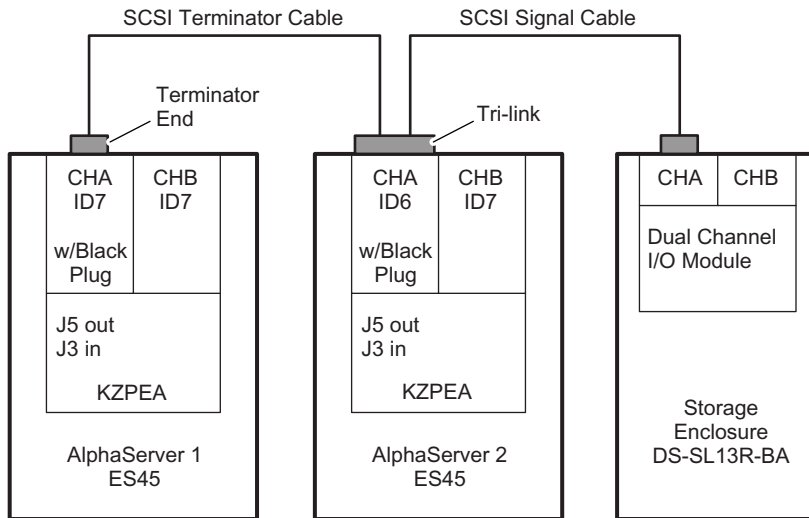 SCSI Terminator Cable
SCSI Signal Cable
Terminator
End
Tri-link
CHA
ID7
w/Black
Plug
CHB
ID7
J5 out
J3 in
KZPEA
AlphaServer 1
ES45
CHA
ID6
w/Black
Plug
CHB
ID7
J5 out
J3 in
KZPEA
AlphaServer 2
ES45
CHA
CHB
Dual Channel
I/O Module
Storage
Enclosure
DS-SL13R-BA